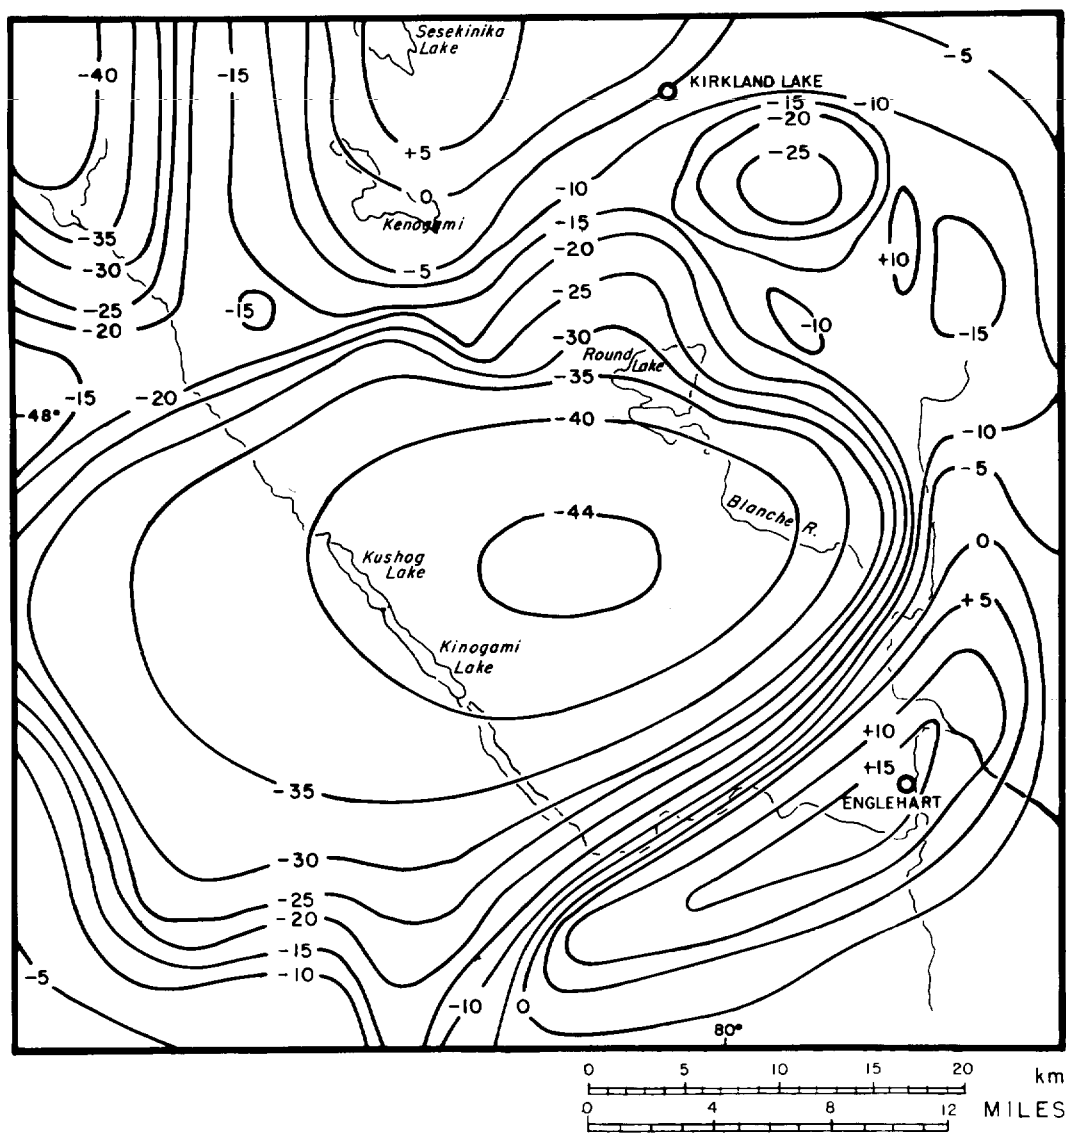 Sesekinika
Lake
-5
-40
-15
KIRKLAND LAKE
-15
-10
-20
+5
-25
-10
0
Kenogami
-15
-35
-20
-30
-5
+10
-25
-25
-15
-20
-10
-15
-30
Round
Lake
-35
-48°
-15
-20
-40
-10
-5
-44
Blanche R.
0
Kushog
Lake
+5
Kinogami
Lake
+10
+15
-35
ENGLEHART
-30
-25
-20
-15
-10
-5
-10
0
80°
0 5 10 15 20
km
0 4 8 12
MILES